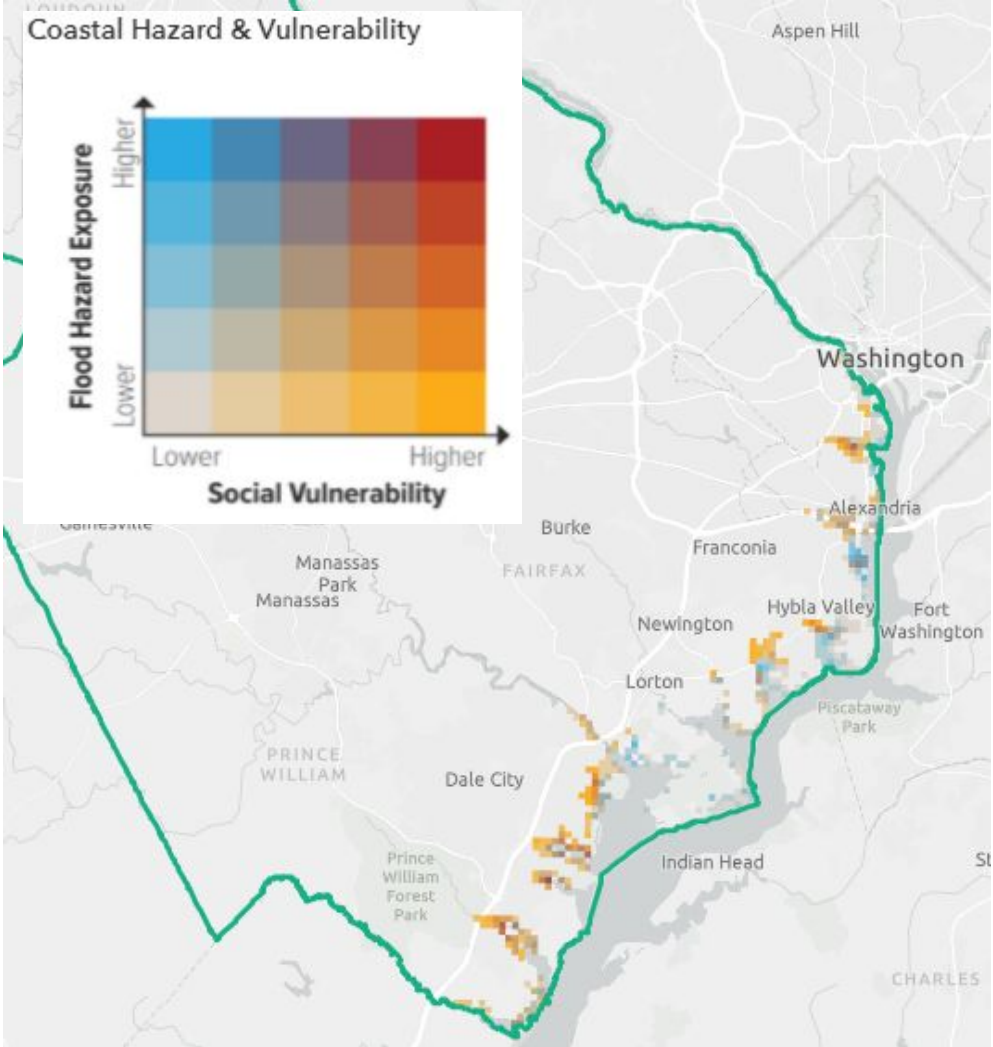 LOUDOUN
Coastal Hazard & Vulnerability
Flood Hazard Exposure
Higher
Lower
Lower
Higher
Social Vulnerability
Aspen Hill
Washington
Gainesville
Burke
Alexandria
Franconia
Manassas
Park
FAIRFAX
Manassas
Hybla Valley
Fort
Washington
Newington
Lorton
Piscataway
Park
PRINCE
WILLIAM
Dale City
Prince
William
Forest
Park
Indian Head
CHARLES